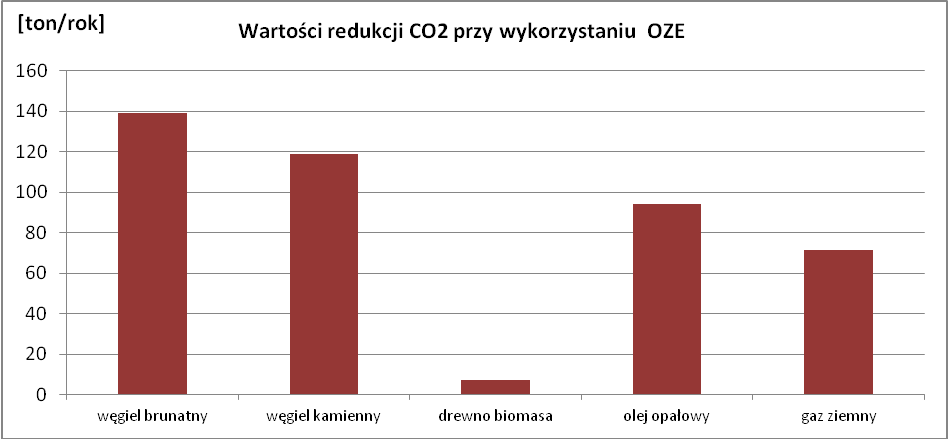 [ton/rok]
Wartości redukcji CO2 przy wykorzystaniu OZE
160
140
120
100
80
60
40
20
0
węgiel brunatny
węgiel kamienny
drewno biomasa
olej opałowy
gaz ziemny